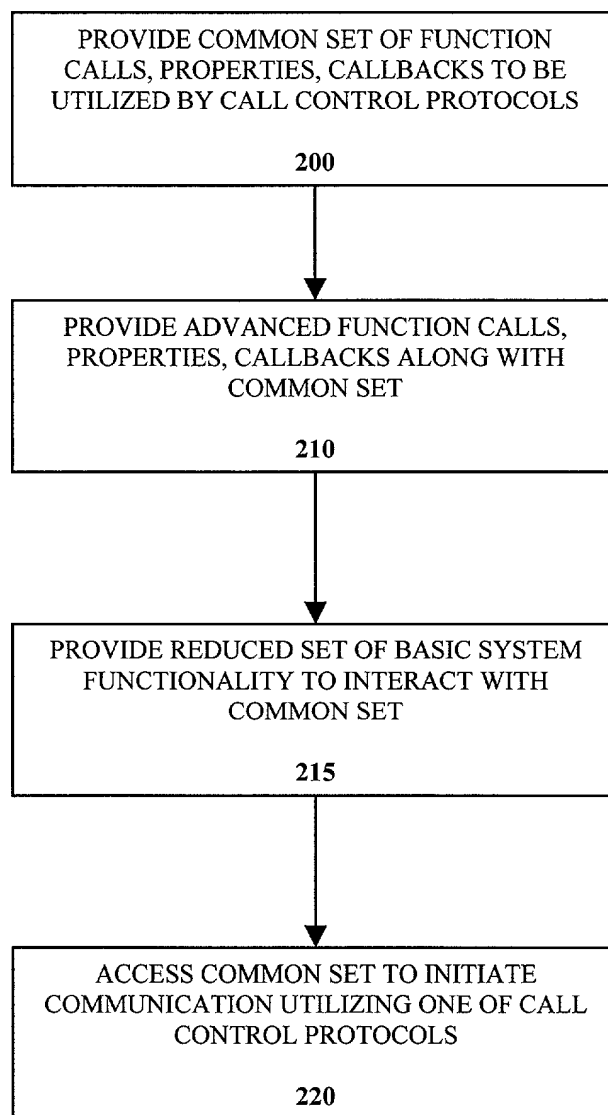 PROVIDE COMMON SET OF FUNCTION
CALLS, PROPERTIES, CALLBACKS TO BE
UTILIZED BY CALL CONTROL PROTOCOLS
200
PROVIDE ADVANCED FUNCTION CALLS,
PROPERTIES, CALLBACKS ALONG WITH
COMMON SET
210
PROVIDE REDUCED SET OF BASIC SYSTEM
FUNCTIONALITY TO INTERACT WITH
COMMON SET
215
ACCESS COMMON SET TO INITIATE
COMMUNICATION UTILIZING ONE OF CALL
CONTROL PROTOCOLS
220